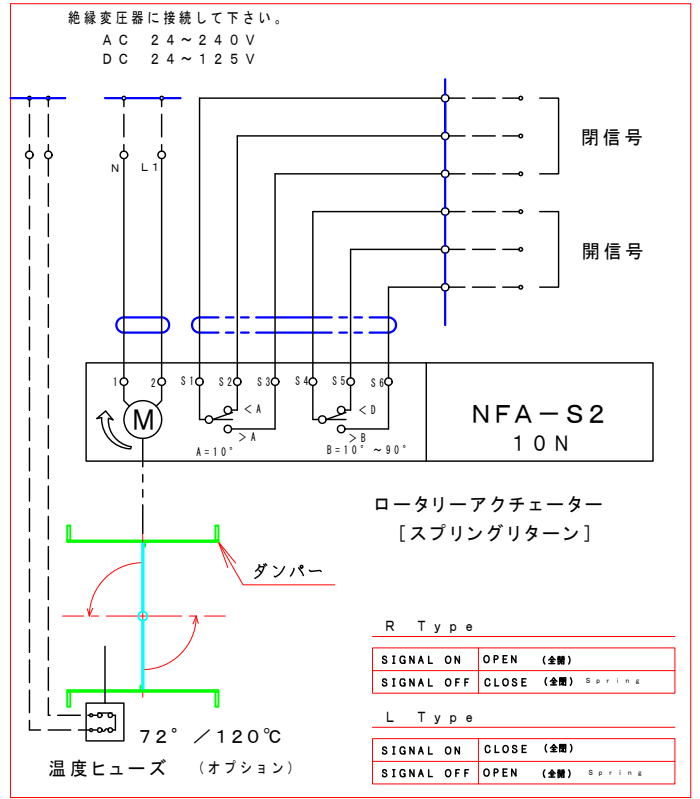 絶縁変圧器に接続して下さい。
AC 24~240V
DC 24~125V
N L1
閉信号
開信号
1 2 S1 S2 S3 S4 S5 S6
M
<A
>A
A=10°
<D
>B
B=10°~90°
NFA-S2
10N
ロータリーアクチェーター
[スプリングリターン]
ダンパー
R Type
SIGNAL ON OPEN (全開)
SIGNAL OFF CLOSE (全閉) Spring
L Type
SIGNAL ON CLOSE (全閉)
SIGNAL OFF OPEN (全開) Spring
72° /120℃
温度ヒューズ (オプション)